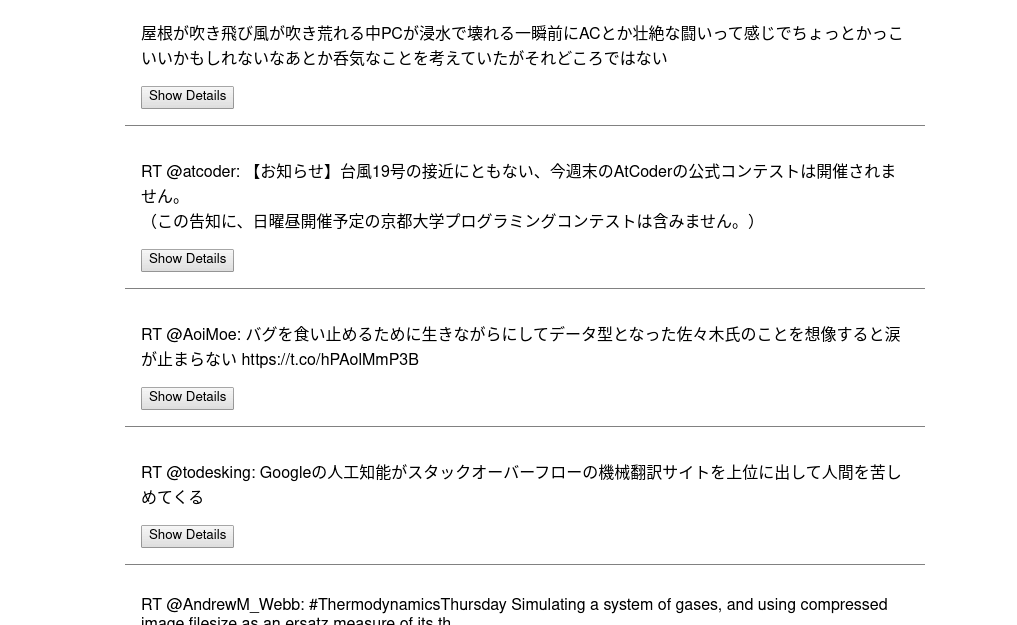 屋根が吹き飛び風が吹き荒れる中PCが浸水で壊れる一瞬前にACとか壮絶な闘いって感じでちょっとかっこ
いいかもしれないなあとか呑気なことを考えていたがそれどころではない
Show Details
RT @atcoder: 【お知らせ】台風19号の接近にともない、今週末のAtCoderの公式コンテストは開催されま
せん。
（この告知に、日曜昼開催予定の京都大学プログラミングコンテストは含みません。）
Show Details
RT @AoiMoe: バグを食い止めるために生きながらにしてデータ型となった佐々木氏のことを想像すると涙
が止まらない https://t.co/hPAolMmP3B
Show Details
RT @todesking: Googleの人工知能がスタックオーバーフローの機械翻訳サイトを上位に出して人間を苦し
めてくる
Show Details
RT @AndrewM_Webb: #ThermodynamicsThursday Simulating a system of gases, and using compressed
image filesize as an ersatz measure of its th